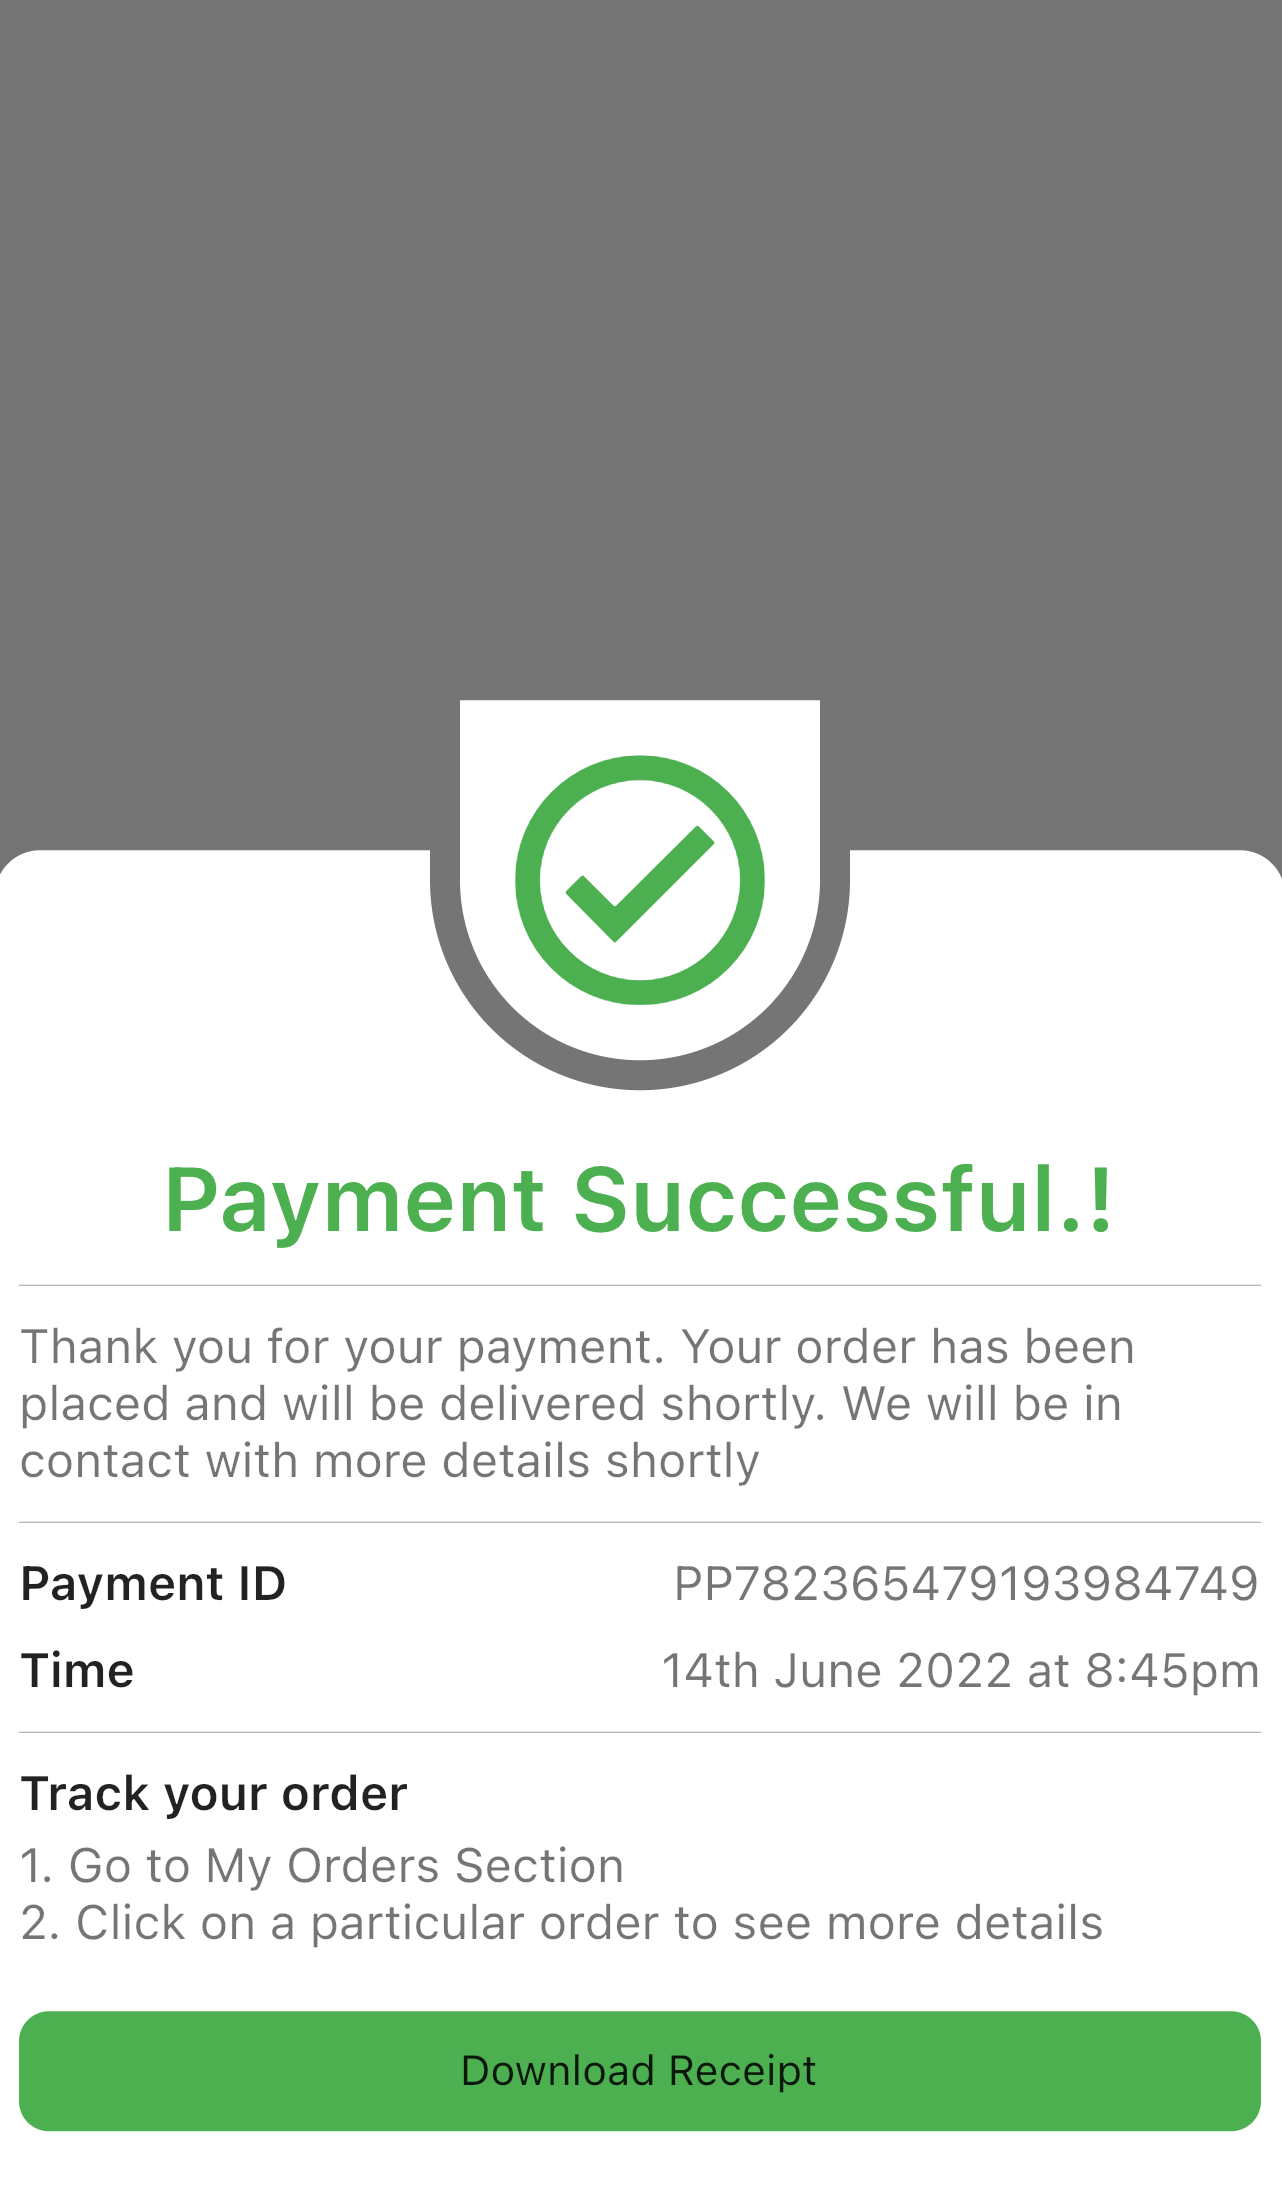 Payment Successful.!
Thank you for your payment. Your order has been
placed and will be delivered shortly. We will be in
contact with more details shortly
Payment ID PP782365479193984749
Time 14th June 2022 at 8:45pm
Track your order
1. Go to My Orders Section
2. Click on a particular order to see more details
Download Receipt